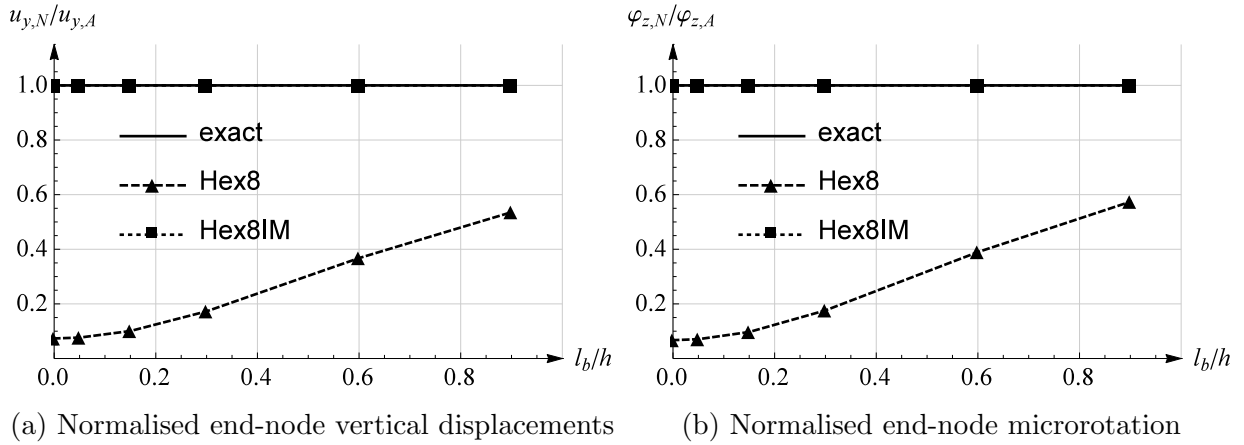 u_{y,N}/u_{y,A}
1.0
0.8
0.6
0.4
0.2
0.0 0.2 0.4 0.6 0.8
l_b/h
exact
Hex8
Hex8IM
(a) Normalised end-node vertical displacements
φ_{z,N}/φ_{z,A}
1.0
0.8
0.6
0.4
0.2
0.0 0.2 0.4 0.6 0.8
l_b/h
exact
Hex8
Hex8IM
(b) Normalised end-node microrotation